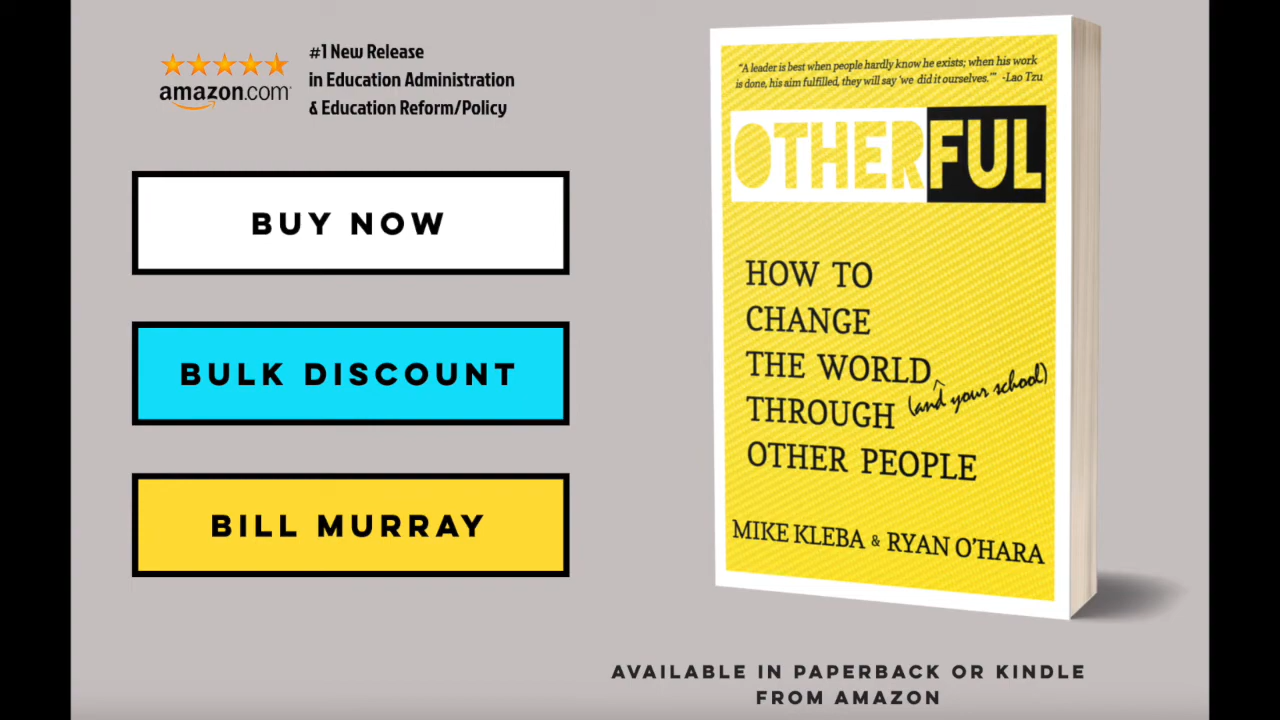 amazon.com
#1 New Release
in Education Administration
& Education Reform/Policy
BUY NOW
BULK DISCOUNT
BILL MURRAY
“A leader is best when people hardly know he exists; when his work
is done, his aim fulfilled, they will say ‘we did it ourselves.’” -Lao Tzu
OTHERFUL
HOW TO
CHANGE
THE WORLD
(and your school)
THROUGH
OTHER PEOPLE
MIKE KLEBA & RYAN O’HARA
AVAILABLE IN PAPERBACK OR KINDLE
FROM AMAZON